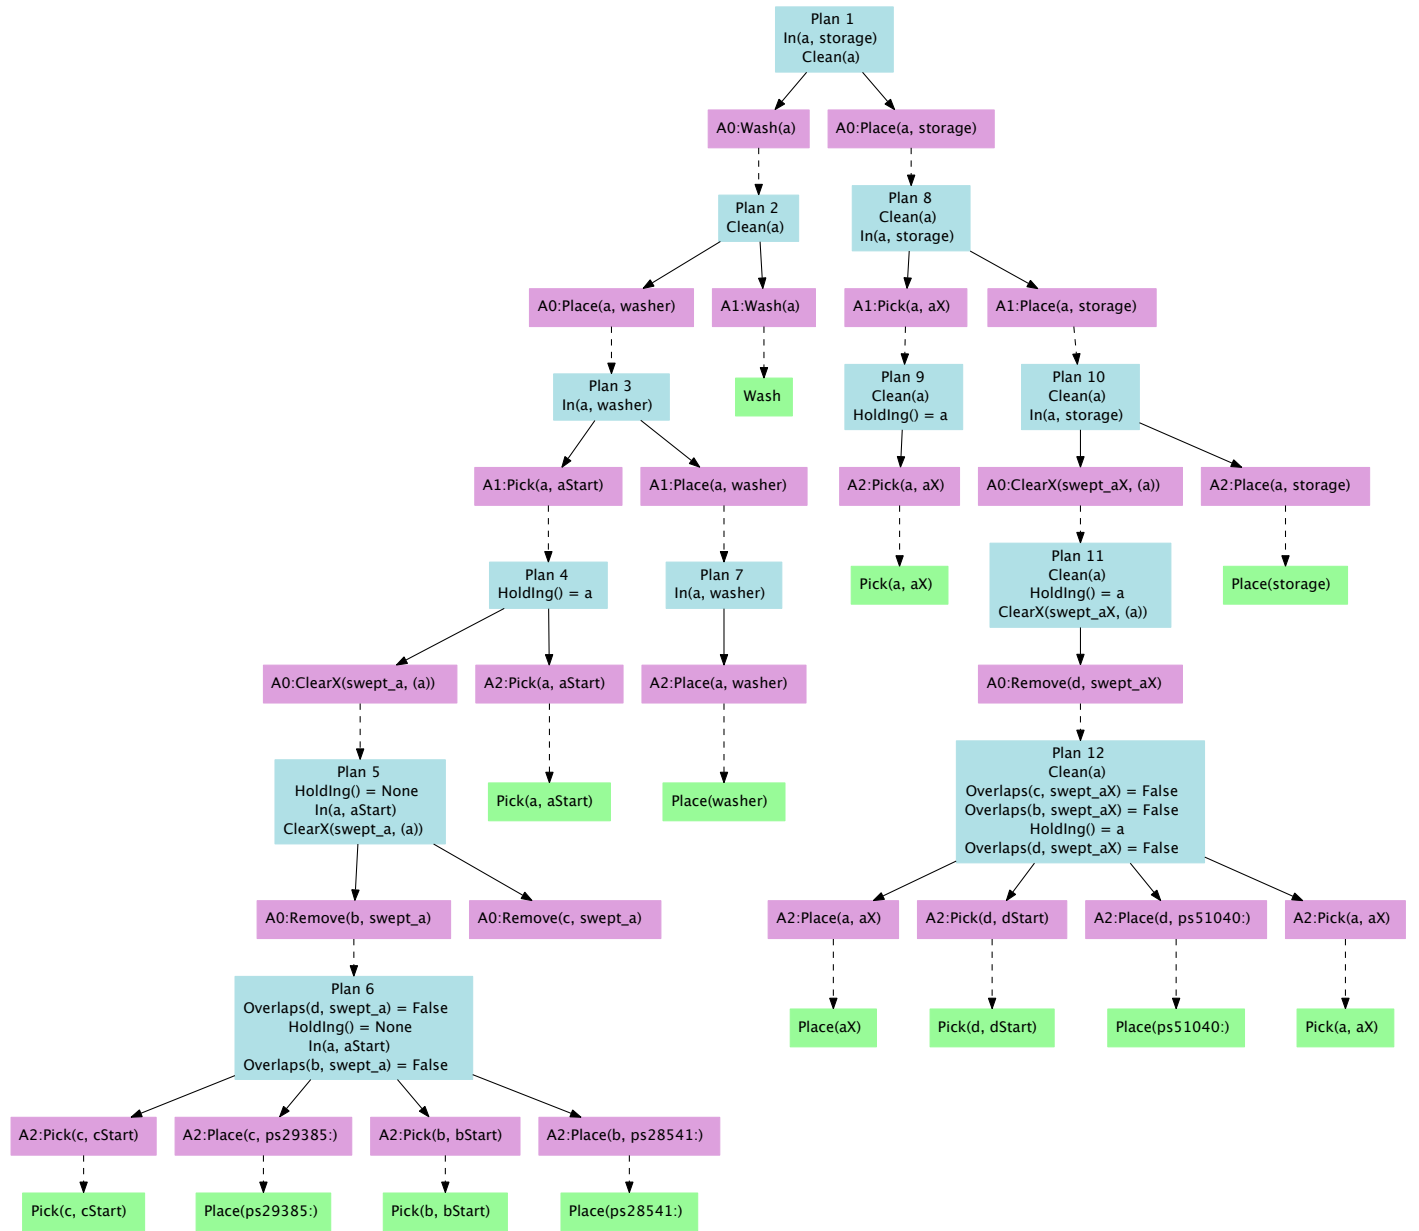 Plan 1
In(a, storage)
Clean(a)
A0:Wash(a)
A0:Place(a, storage)
Plan 2
Clean(a)
Plan 8
Clean(a)
In(a, storage)
A0:Place(a, washer)
A1:Wash(a)
A1:Pick(a, aX)
A1:Place(a, storage)
Plan 3
In(a, washer)
Wash
Plan 9
Clean(a)
HoldIng() = a
Plan 10
Clean(a)
In(a, storage)
A1:Pick(a, aStart)
A1:Place(a, washer)
A2:Pick(a, aX)
A0:ClearX(swept_aX, (a))
A2:Place(a, storage)
Plan 4
HoldIng() = a
Plan 7
In(a, washer)
Pick(a, aX)
Plan 11
Clean(a)
HoldIng() = a
ClearX(swept_aX, (a))
Place(storage)
A0:ClearX(swept_a, (a))
A2:Pick(a, aStart)
A2:Place(a, washer)
A0:Remove(d, swept_aX)
Plan 5
HoldIng() = None
In(a, aStart)
ClearX(swept_a, (a))
Pick(a, aStart)
Place(washer)
Plan 12
Clean(a)
Overlaps(c, swept_aX) = False
Overlaps(b, swept_aX) = False
HoldIng() = a
Overlaps(d, swept_aX) = False
A0:Remove(b, swept_a)
A0:Remove(c, swept_a)
A2:Place(a, aX)
A2:Pick(d, dStart)
A2:Place(d, ps51040:)
A2:Pick(a, aX)
Plan 6
Overlaps(d, swept_a) = False
HoldIng() = None
In(a, aStart)
Overlaps(b, swept_a) = False
Place(aX)
Pick(d, dStart)
Place(ps51040:)
Pick(a, aX)
A2:Pick(c, cStart)
A2:Place(c, ps29385:)
A2:Pick(b, bStart)
A2:Place(b, ps28541:)
Pick(c, cStart)
Place(ps29385:)
Pick(b, bStart)
Place(ps28541:)